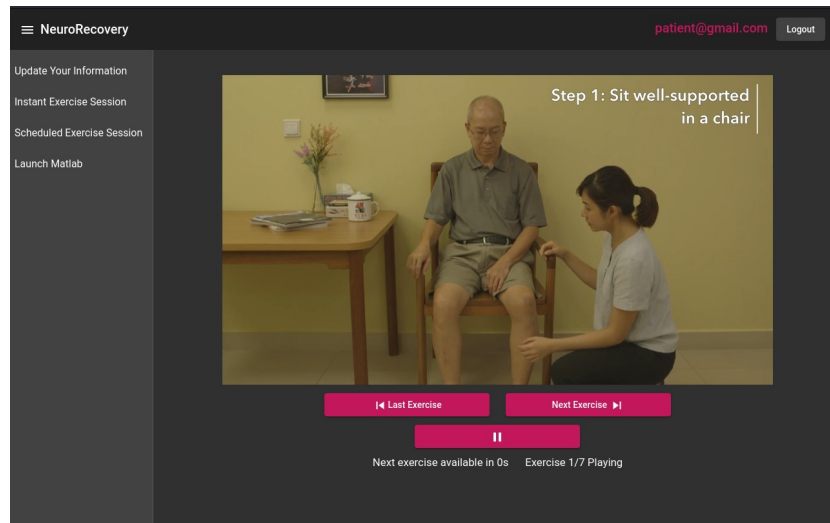 NeuroRecovery
patient@gmail.com
Logout
Update Your Information
Instant Exercise Session
Scheduled Exercise Session
Launch Matlab
Step 1: Sit well-supported
in a chair
Last Exercise
Next Exercise
Next exercise available in 0s
Exercise 1/7 Playing